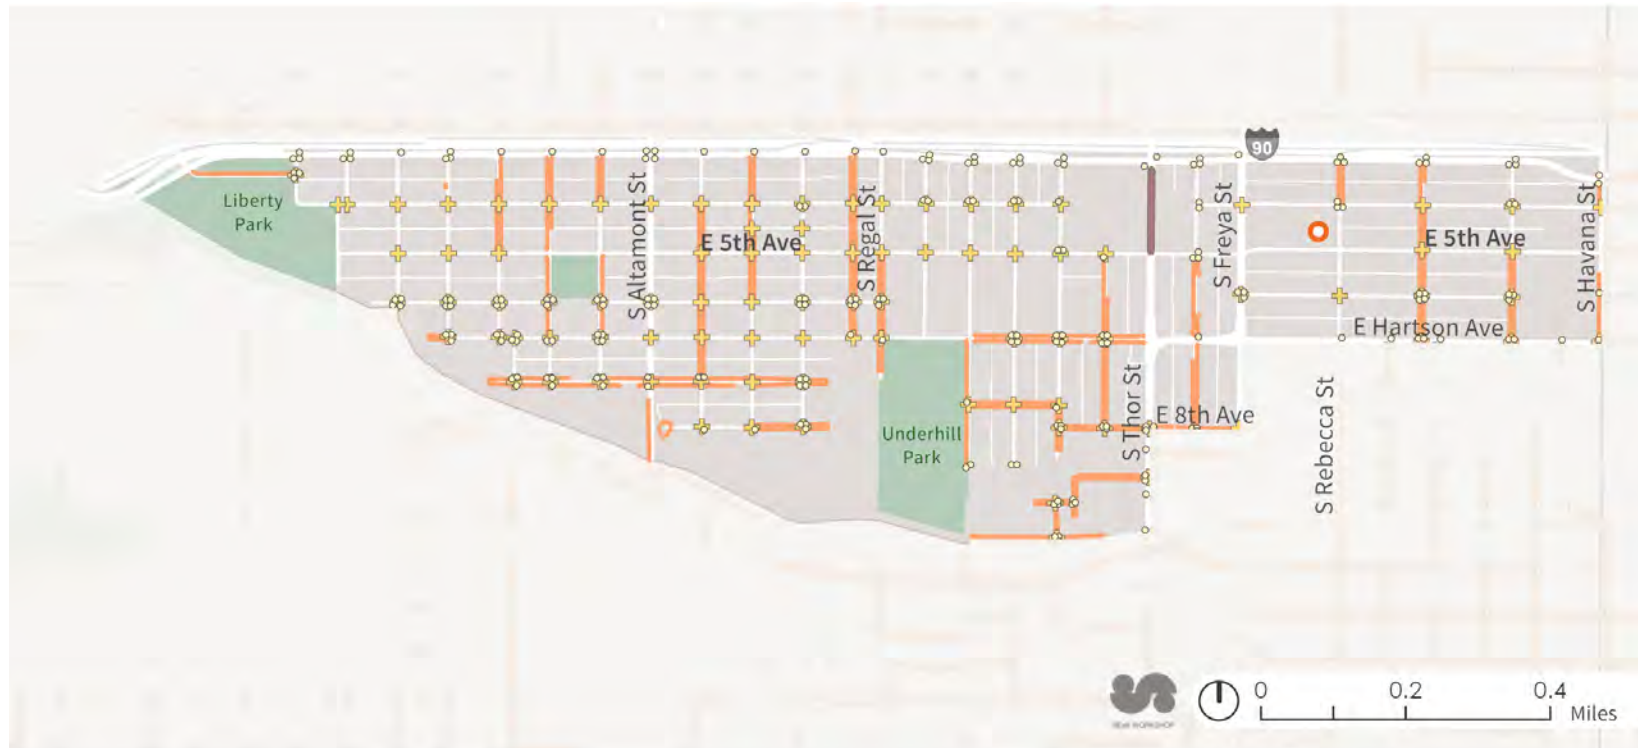 90
Liberty
Park
S Altamont St
E 5th Ave
S Regal St
S Freya St
E 5th Ave
S Havana St
E Hartson Ave
Underhill
Park
S Thor St
E 8th Ave
S Rebecca St
0
0.2
0.4
Miles